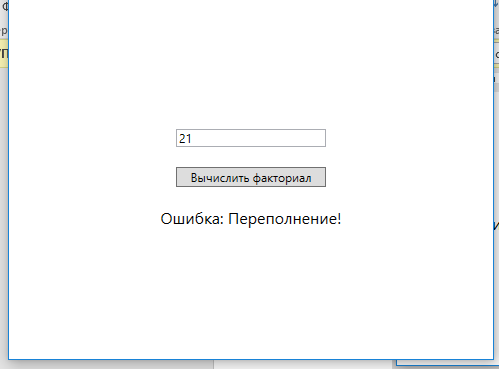 21
Вычислить факториал
Ошибка: Переполнение!